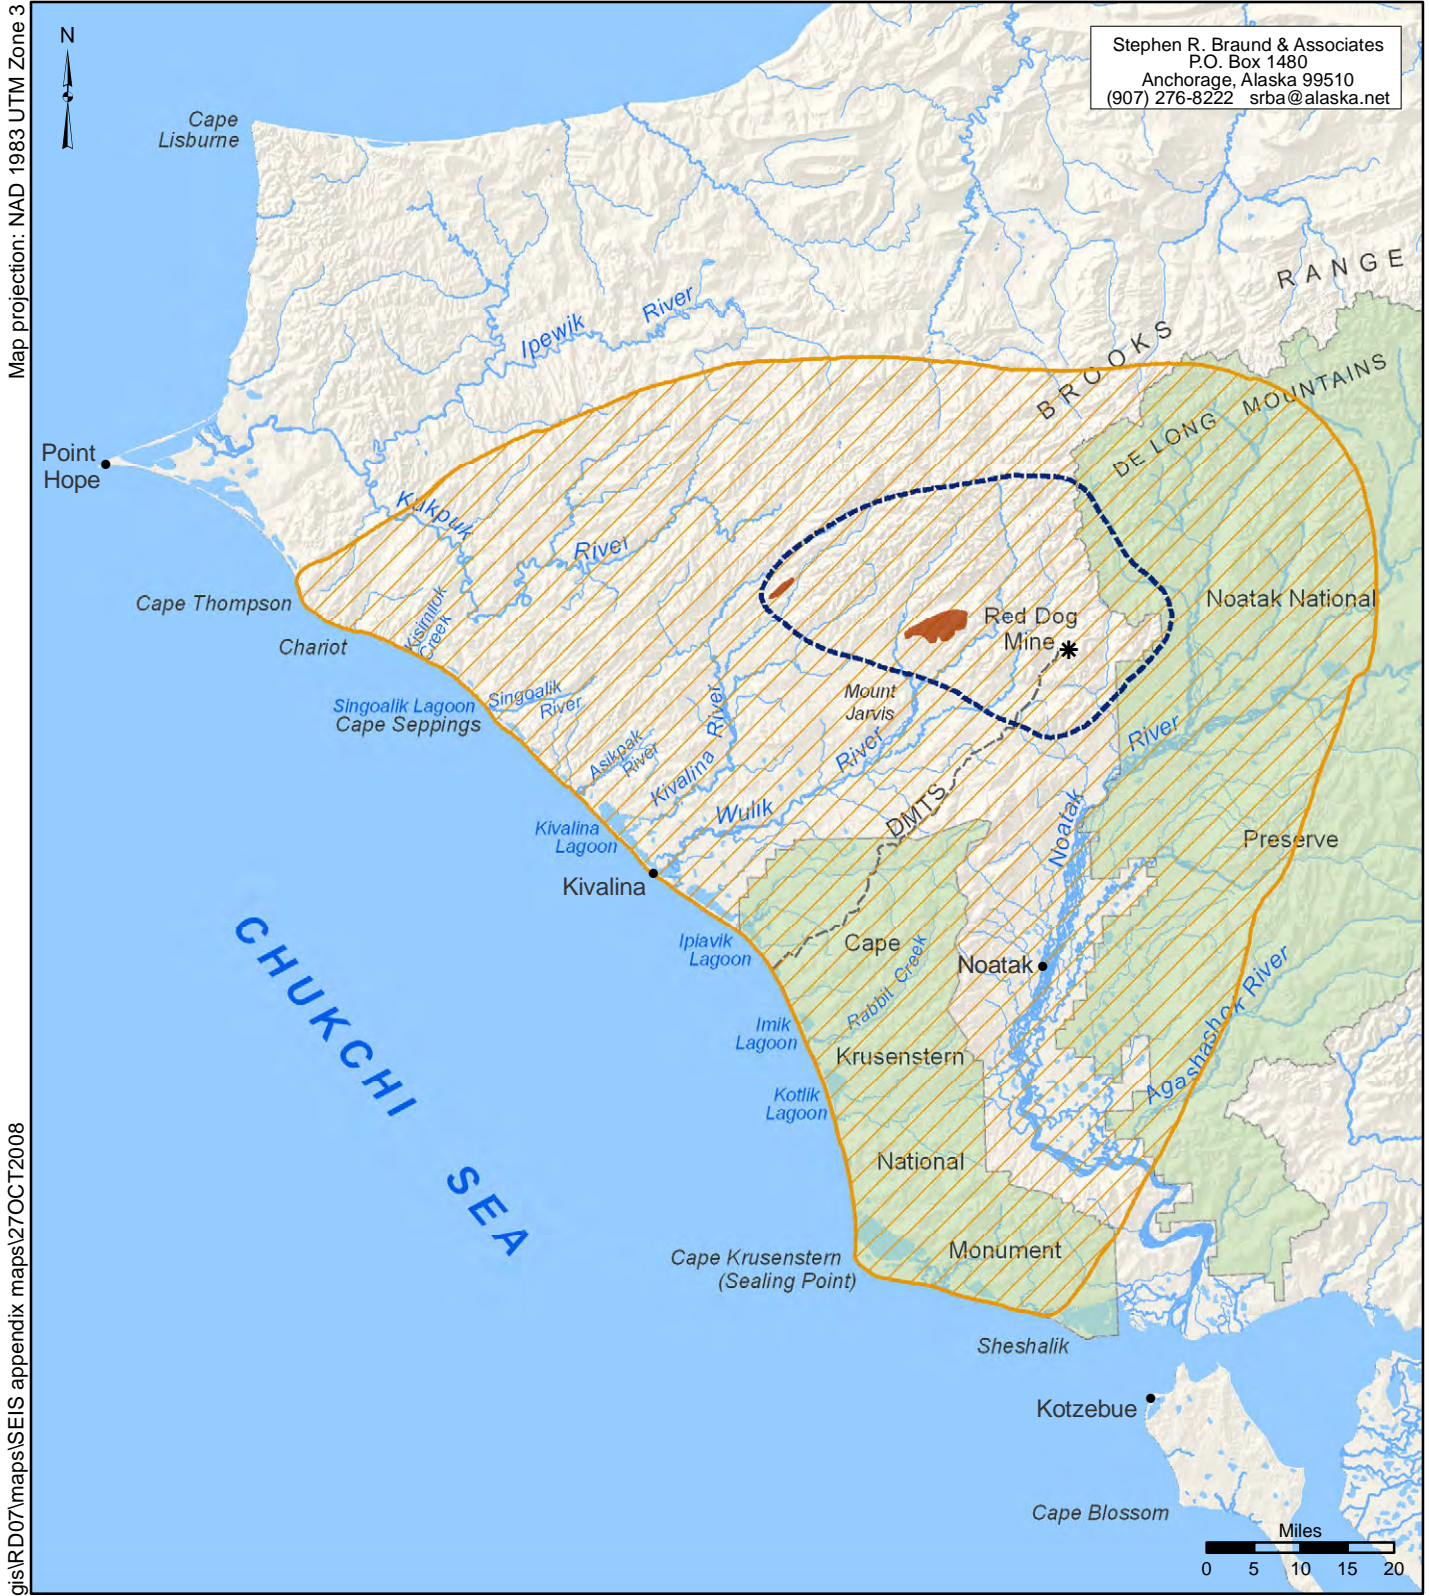 Map projection: NAD 1983 UTM Zone 3
gis\RD07\maps\SEIS appendix maps\27OCT2008
N
Stephen R. Braund & Associates
P.O. Box 1480
Anchorage, Alaska 99510
(907) 276-8222 srba@alaska.net
Cape
Lisburne
RANGE
BROOKS
Ipewik River
DE LONG MOUNTAINS
Point
Hope
Kukpuk River
Cape Thompson
Chariot
Kisimilok
Creek
Red Dog
Mine
Noatak National
Preserve
Singoalik Lagoon
Cape Seppings
Singoalik
River
Mount
Jarvis
Asikpak
River
Kivalina River
Wulik River
Noatak River
DMTS
Kivalina
Lagoon
Kivalina
Ipiavik
Lagoon
Cape
Krusenstern
National
Monument
Rabbit Creek
Noatak
Agashashok River
Imik
Lagoon
Kotlik
Lagoon
CHUKCHI SEA
Cape Krusenstern
(Sealing Point)
Sheshalik
Kotzebue
Cape Blossom
Miles
0 5 10 15 20